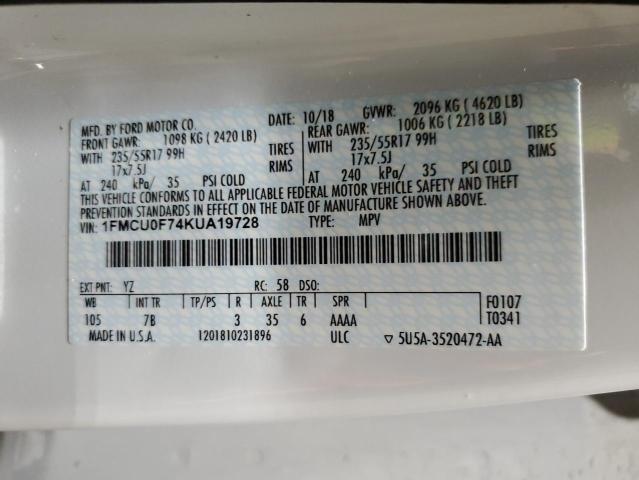 MFD. BY FORD MOTOR CO. DATE: 10/18 GVWR: 2096 KG ( 4620 LB)
FRONT GAWR: 1098 KG ( 2420 LB) REAR GAWR: 1006 KG ( 2218 LB)
WITH 235/55R17 99H TIRES WITH 235/55R17 99H TIRES
17x7.5J RIMS 17x7.5J RIMS
AT 240 kPa/ 35 PSI COLD AT 240 kPa/ 35 PSI COLD
THIS VEHICLE CONFORMS TO ALL APPLICABLE FEDERAL MOTOR VEHICLE SAFETY AND THEFT
PREVENTION STANDARDS IN EFFECT ON THE DATE OF MANUFACTURE SHOWN ABOVE.
VIN: 1FMCU0F74KUA19728 TYPE: MPV
EXT PNT: YZ RC: 58 DSO:
WB INT TR TP/PS R AXLE TR SPR F0107
105 7B 3 35 6 AAAA T0341
MADE IN U.S.A. 1201810231896 ULC ▽ 5U5A-3520472-AA